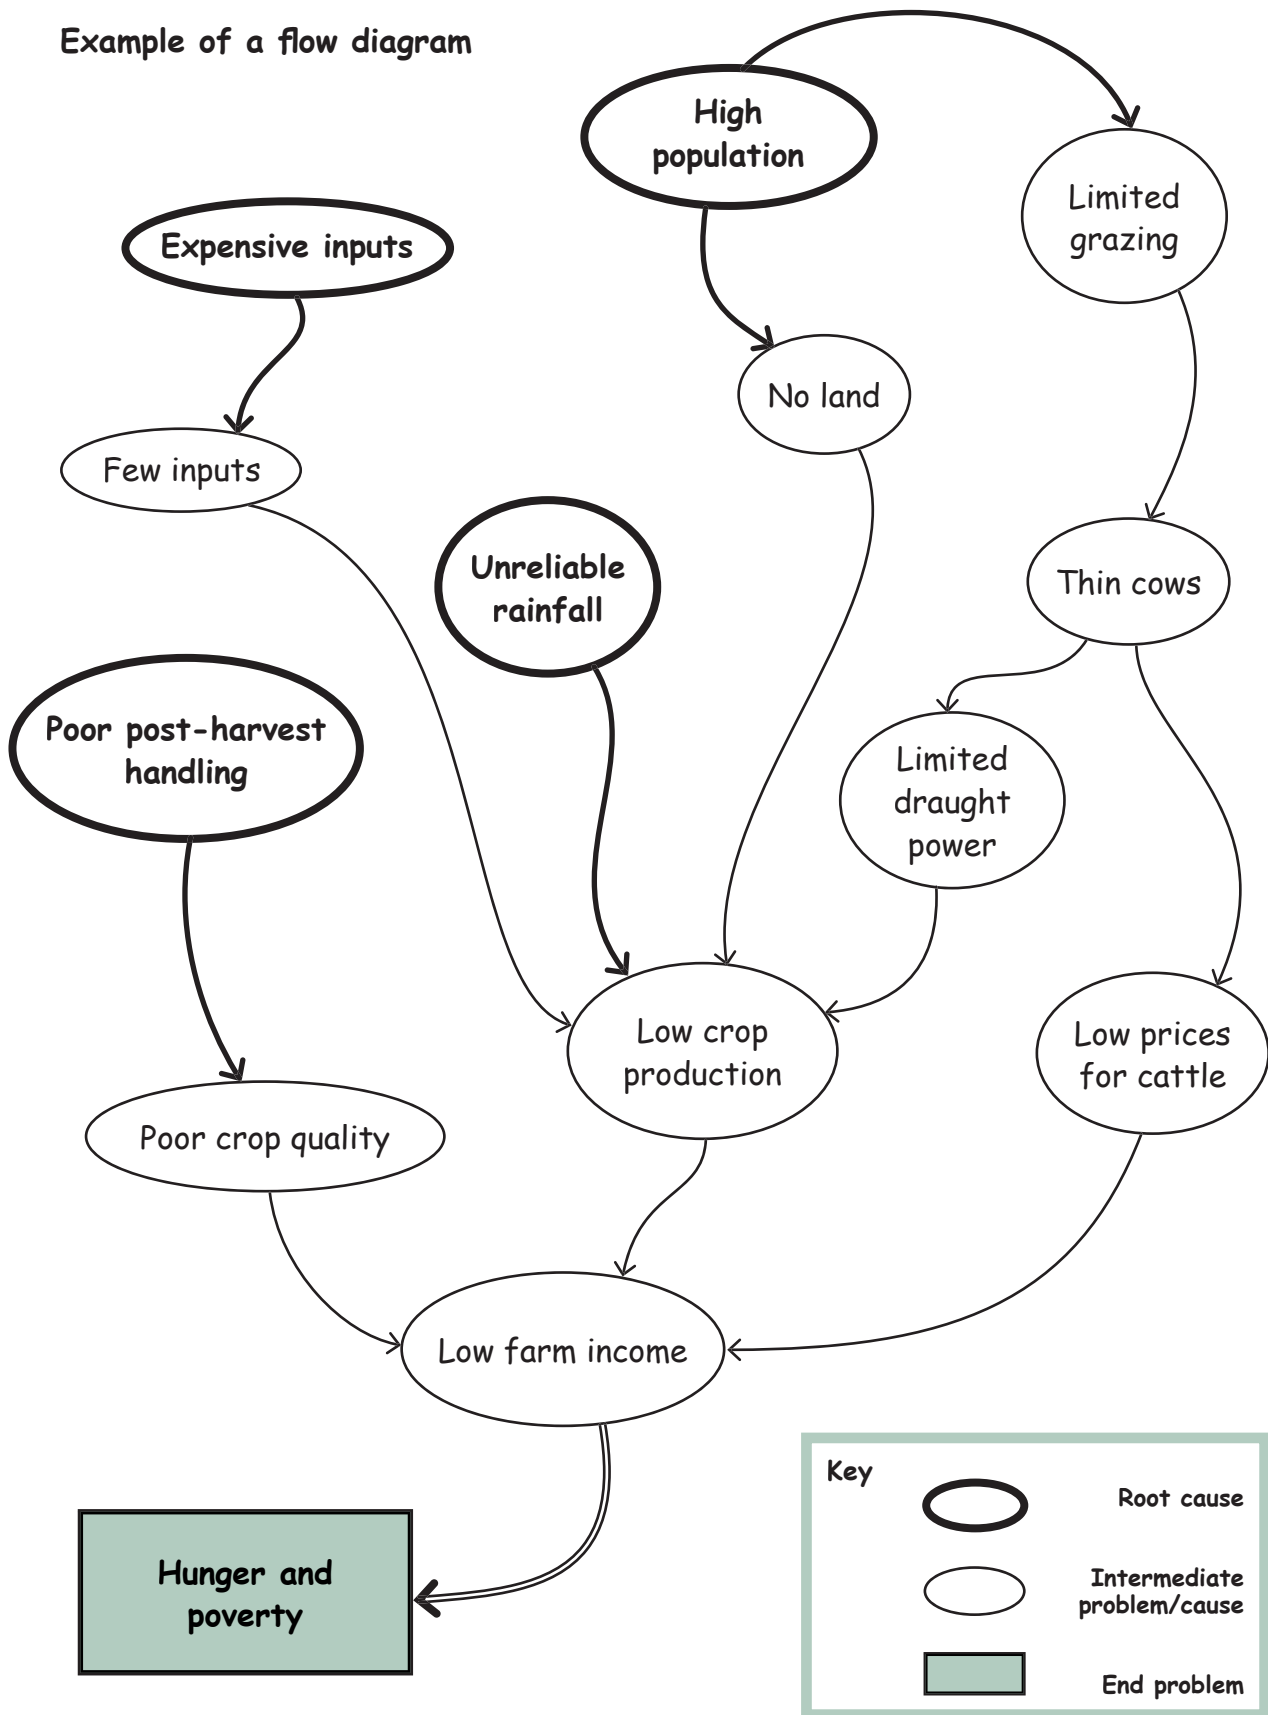 Example of a flow diagram
High
population
Limited
grazing
Expensive inputs
No land
Few inputs
Unreliable
rainfall
Thin cows
Poor post-harvest
handling
Limited
draught
power
Low crop
production
Low prices
for cattle
Poor crop quality
Low farm income
Hunger and
poverty
Key
Root cause
Intermediate
problem/cause
End problem